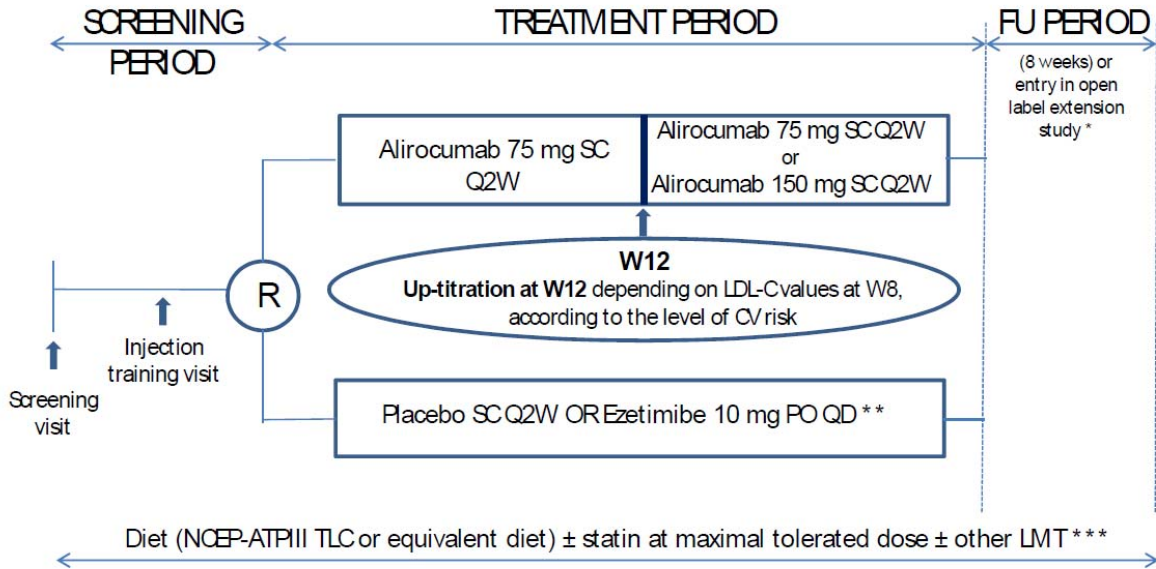 SCREENING PERIOD
TREATMENT PERIOD
FU PERIOD
(8 weeks) or
entry in open
label extension
study *
Alirocumab 75 mg SC
Q2W
Alirocumab 75 mg SC Q2W
or
Alirocumab 150 mg SC Q2W
W12
Up-titration at W12 depending on LDL-C values at W8,
according to the level of CV risk
R
Injection
training visit
Screening
visit
Placebo SC Q2W OR Ezetimibe 10 mg PO QD **
Diet (NCEP-ATPIII TLC or equivalent diet) ± statin at maximal tolerated dose ± other LMT ***